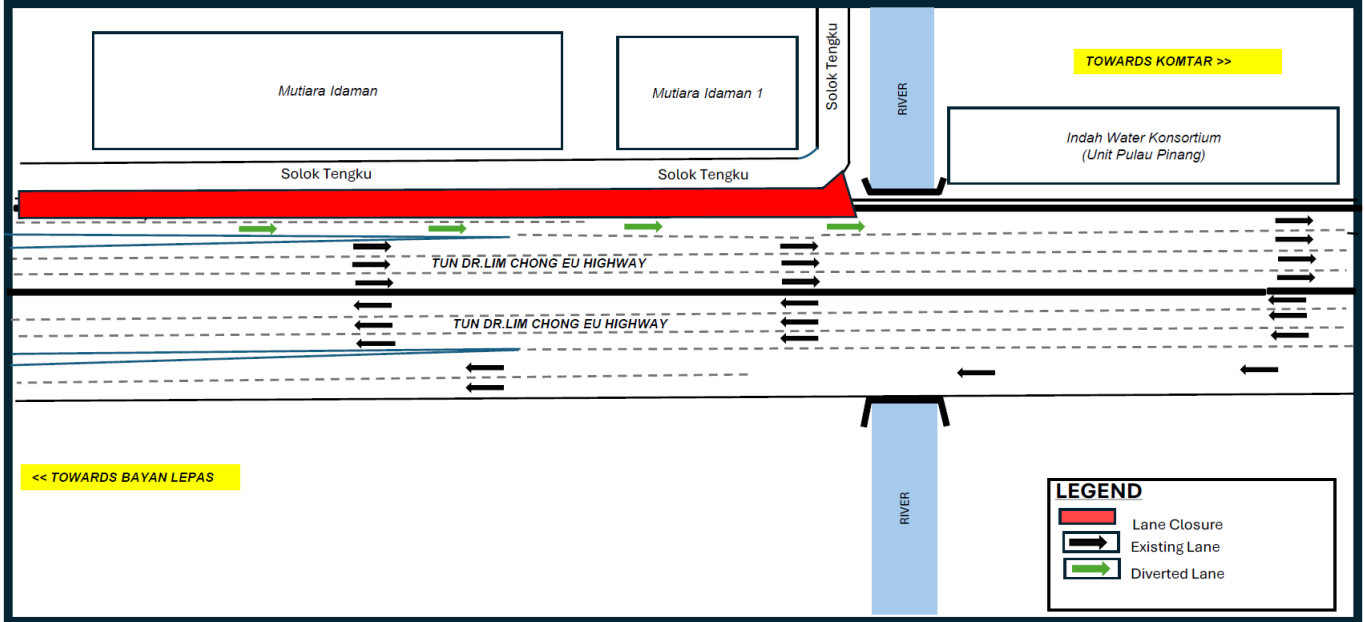 Solok Tengku
TOWARDS KOMTAR >>
Mutiara Idaman
Mutiara Idaman 1
RIVER
Indah Water Konsortium
(Unit Pulau Pinang)
Solok Tengku
Solok Tengku
TUN DR.LIM CHONG EU HIGHWAY
TUN DR.LIM CHONG EU HIGHWAY
<< TOWARDS BAYAN LEPAS
RIVER
LEGEND
Lane Closure
Existing Lane
Diverted Lane